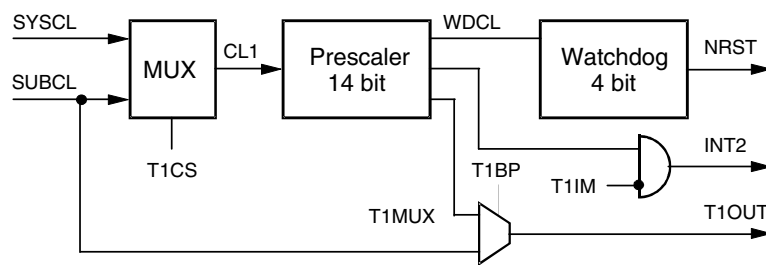 SYSCL
SUBCL
MUX
CL1
T1CS
Prescaler
14 bit
WDCL
Watchdog
4 bit
NRST
INT2
T1BP
T1IM
T1MUX
T1OUT